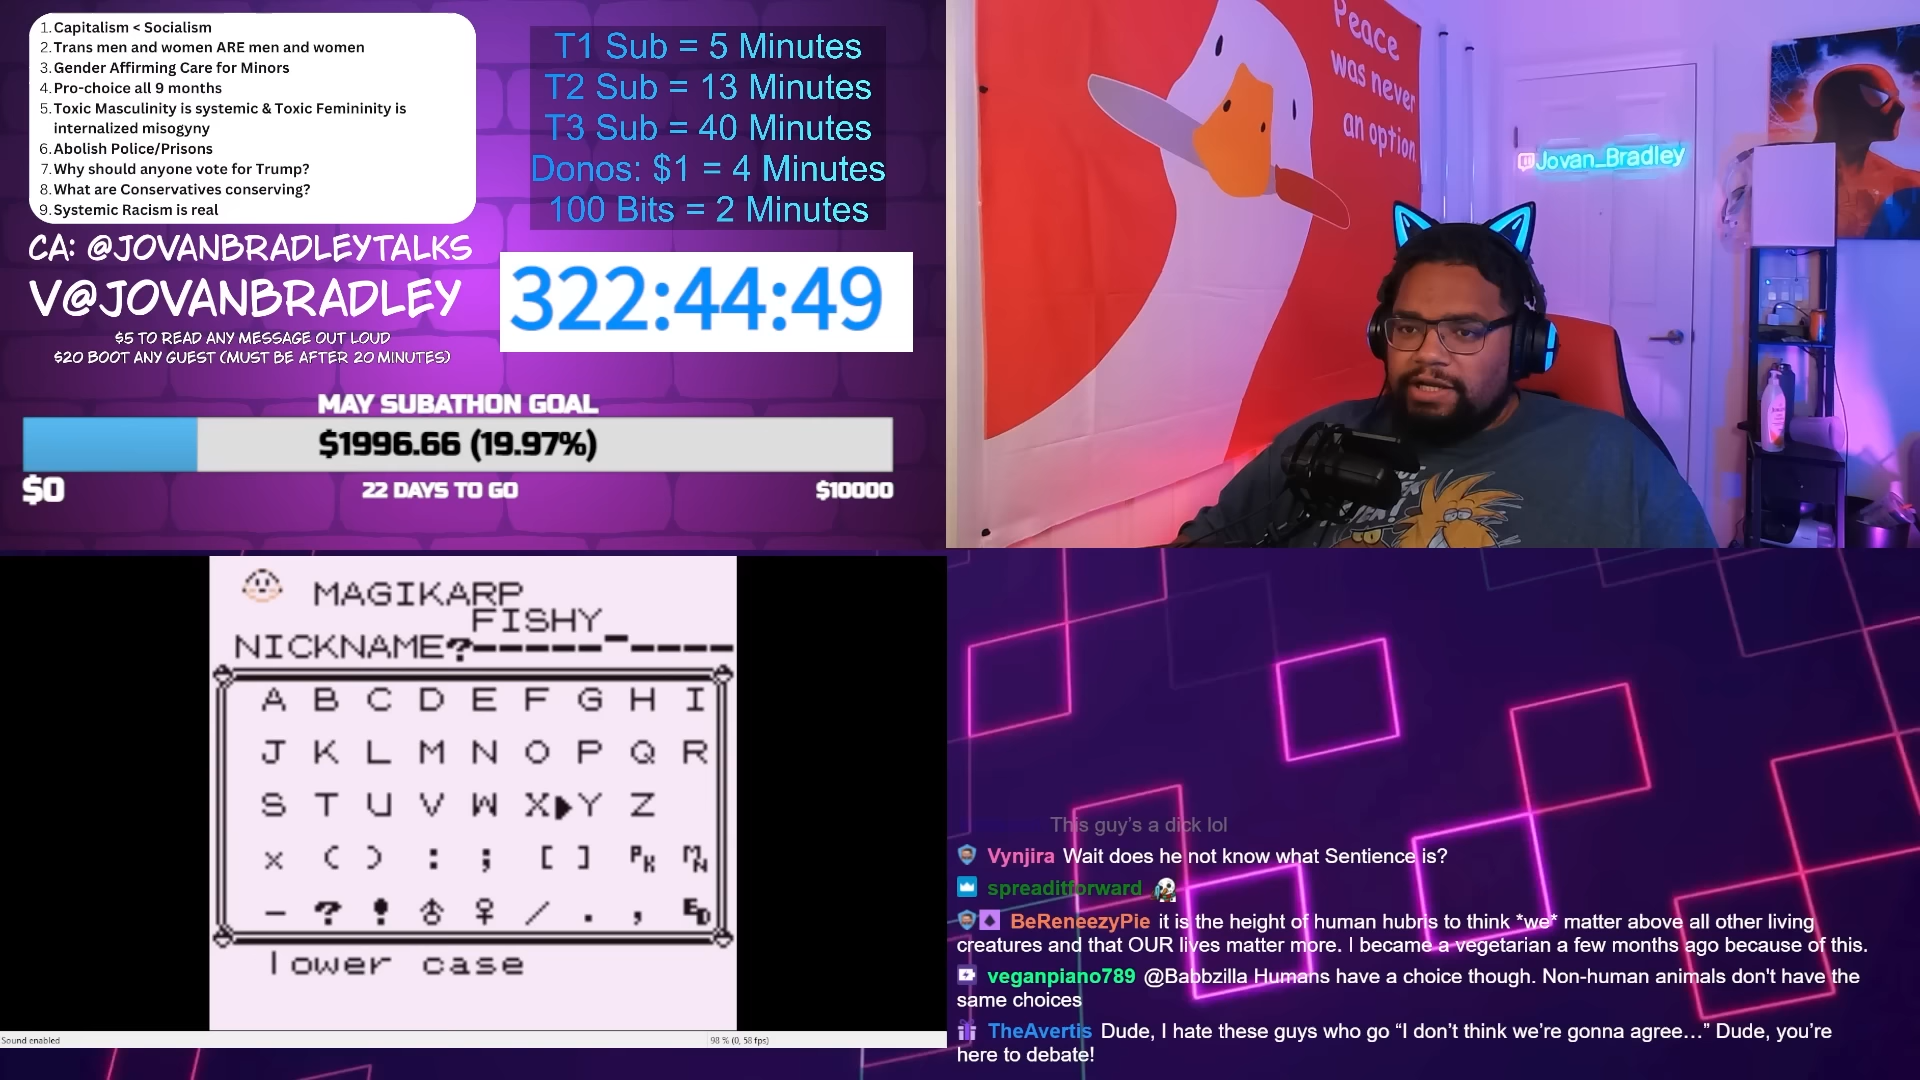 1. Capitalism < Socialism
2. Trans men and women ARE men and women
3. Gender Affirming Care for Minors
4. Pro-choice all 9 months
5. Toxic Masculinity is systemic & Toxic Femininity is
internalized misogyny
6. Abolish Police/Prisons
7. Why should anyone vote for Trump?
8. What are Conservatives conserving?
9. Systemic Racism is real
CA: @JOVANBRADLEYTALKS
V@JOVANBRADLEY
$5 TO READ ANY MESSAGE OUT LOUD
$20 BOOT ANY GUEST (MUST BE AFTER 20 MINUTES)
T1 Sub = 5 Minutes
T2 Sub = 13 Minutes
T3 Sub = 40 Minutes
Donos: $1 = 4 Minutes
100 Bits = 2 Minutes
322:44:49
MAY SUBATHON GOAL
$1996.66 (19.97%)
$0
22 DAYS TO GO
$10000
Peace
was never
an option.
Jovan_Bradley
MAGIKARP
FISHY
NICKNAME?
A B C D E F G H I
J K L M N O P Q R
S T U V W X Y Z
× ( ) : ; [ ] PK MN
- ? ! ♂ ♀ / . , ED
lower case
Sound enabled
98 % (0, 58 fps)
This guy's a dick lol
Vynjira Wait does he not know what Sentience is?
spreaditforward
BeReneezyPie it is the height of human hubris to think *we* matter above all other living
creatures and that OUR lives matter more. I became a vegetarian a few months ago because of this.
veganpiano789 @Babbzilla Humans have a choice though. Non-human animals don't have the
same choices
TheAvertis Dude, I hate these guys who go “I don’t think we’re gonna agree…” Dude, you’re
here to debate!